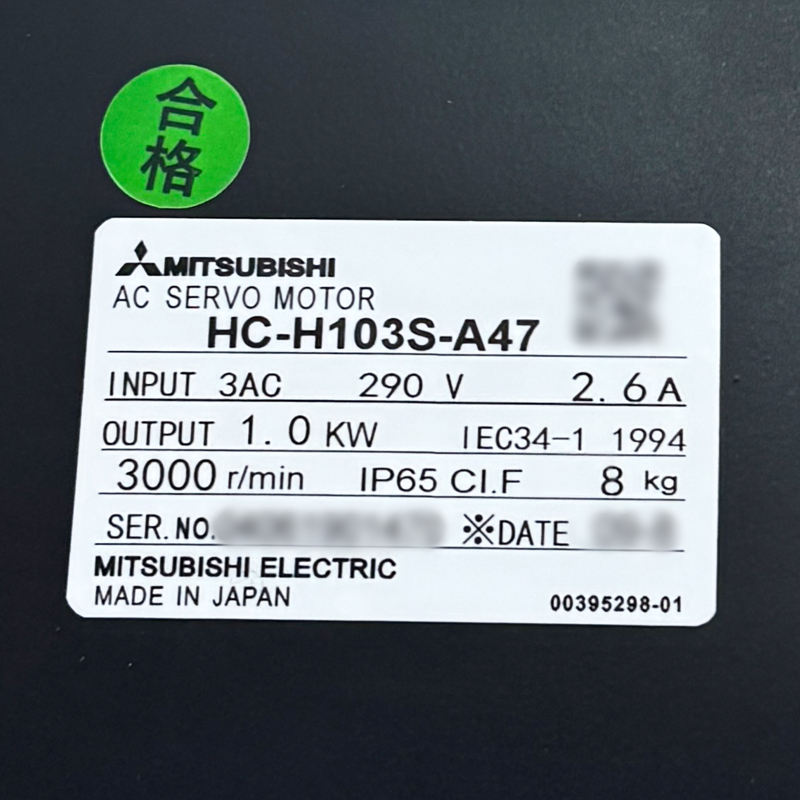 合
格
MITSUBISHI
AC SERVO MOTOR
HC-H103S-A47
INPUT 3AC 290 V 2.6A
OUTPUT 1.0 KW IEC34-1 1994
3000 r/min IP65 CI.F 8 kg
SER.NO. ※DATE
MITSUBISHI ELECTRIC
MADE IN JAPAN 00395298-01